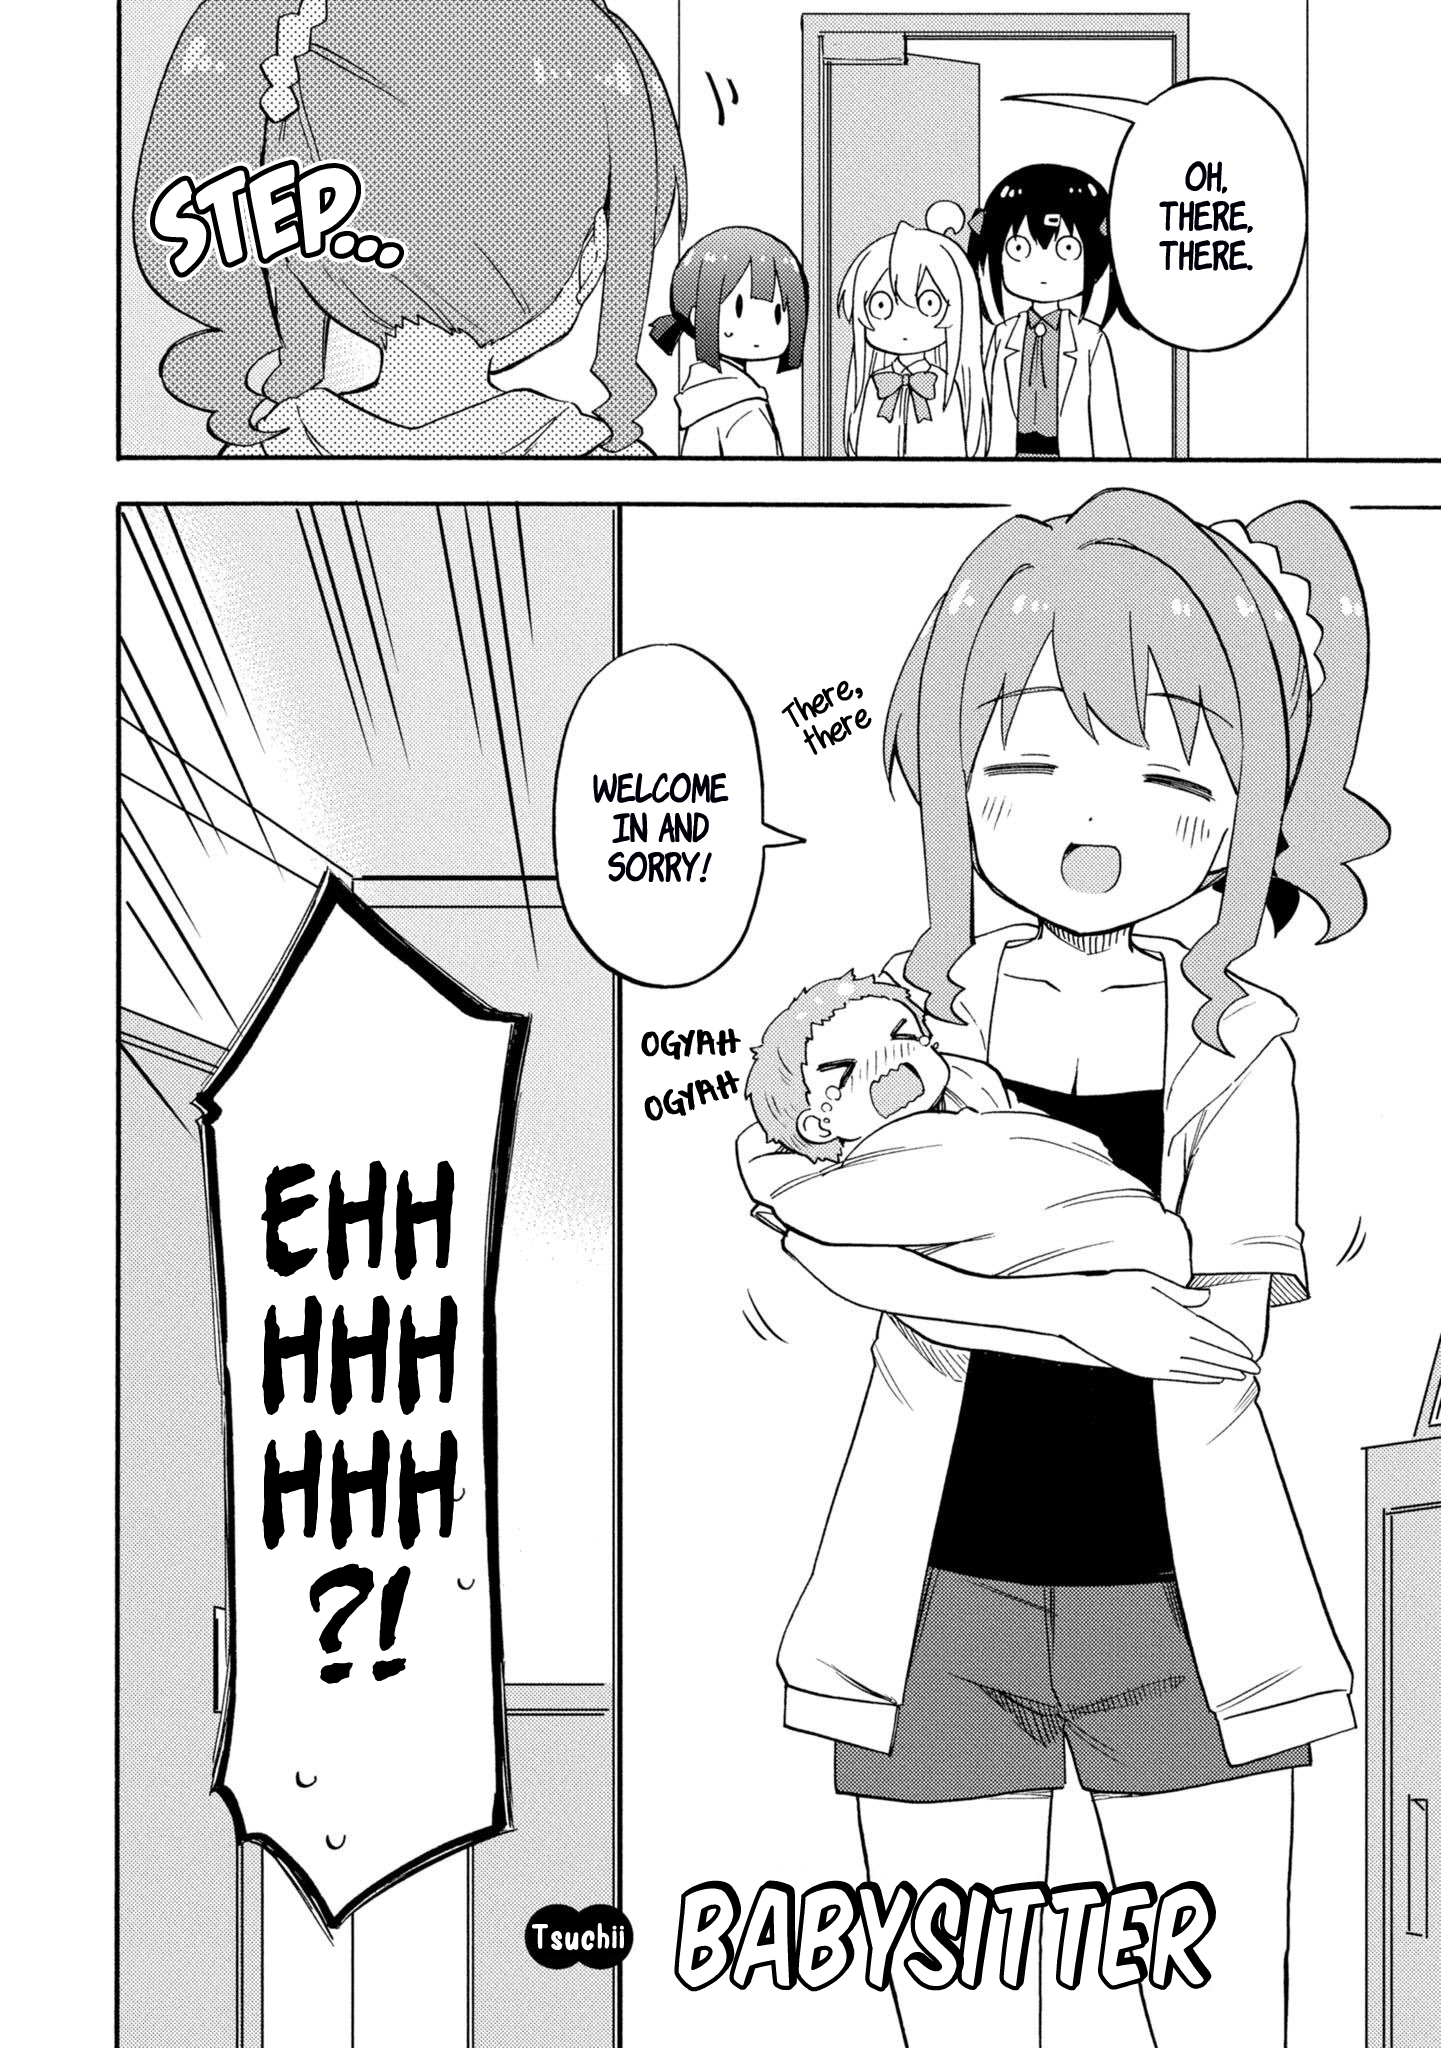 OH,
THERE,
THERE.
STEP...
There,
there
WELCOME
IN AND
SORRY!
OGYAH
OGYAH
EHH
HHH
HHH
?!
Tsuchii
BABYSITTER